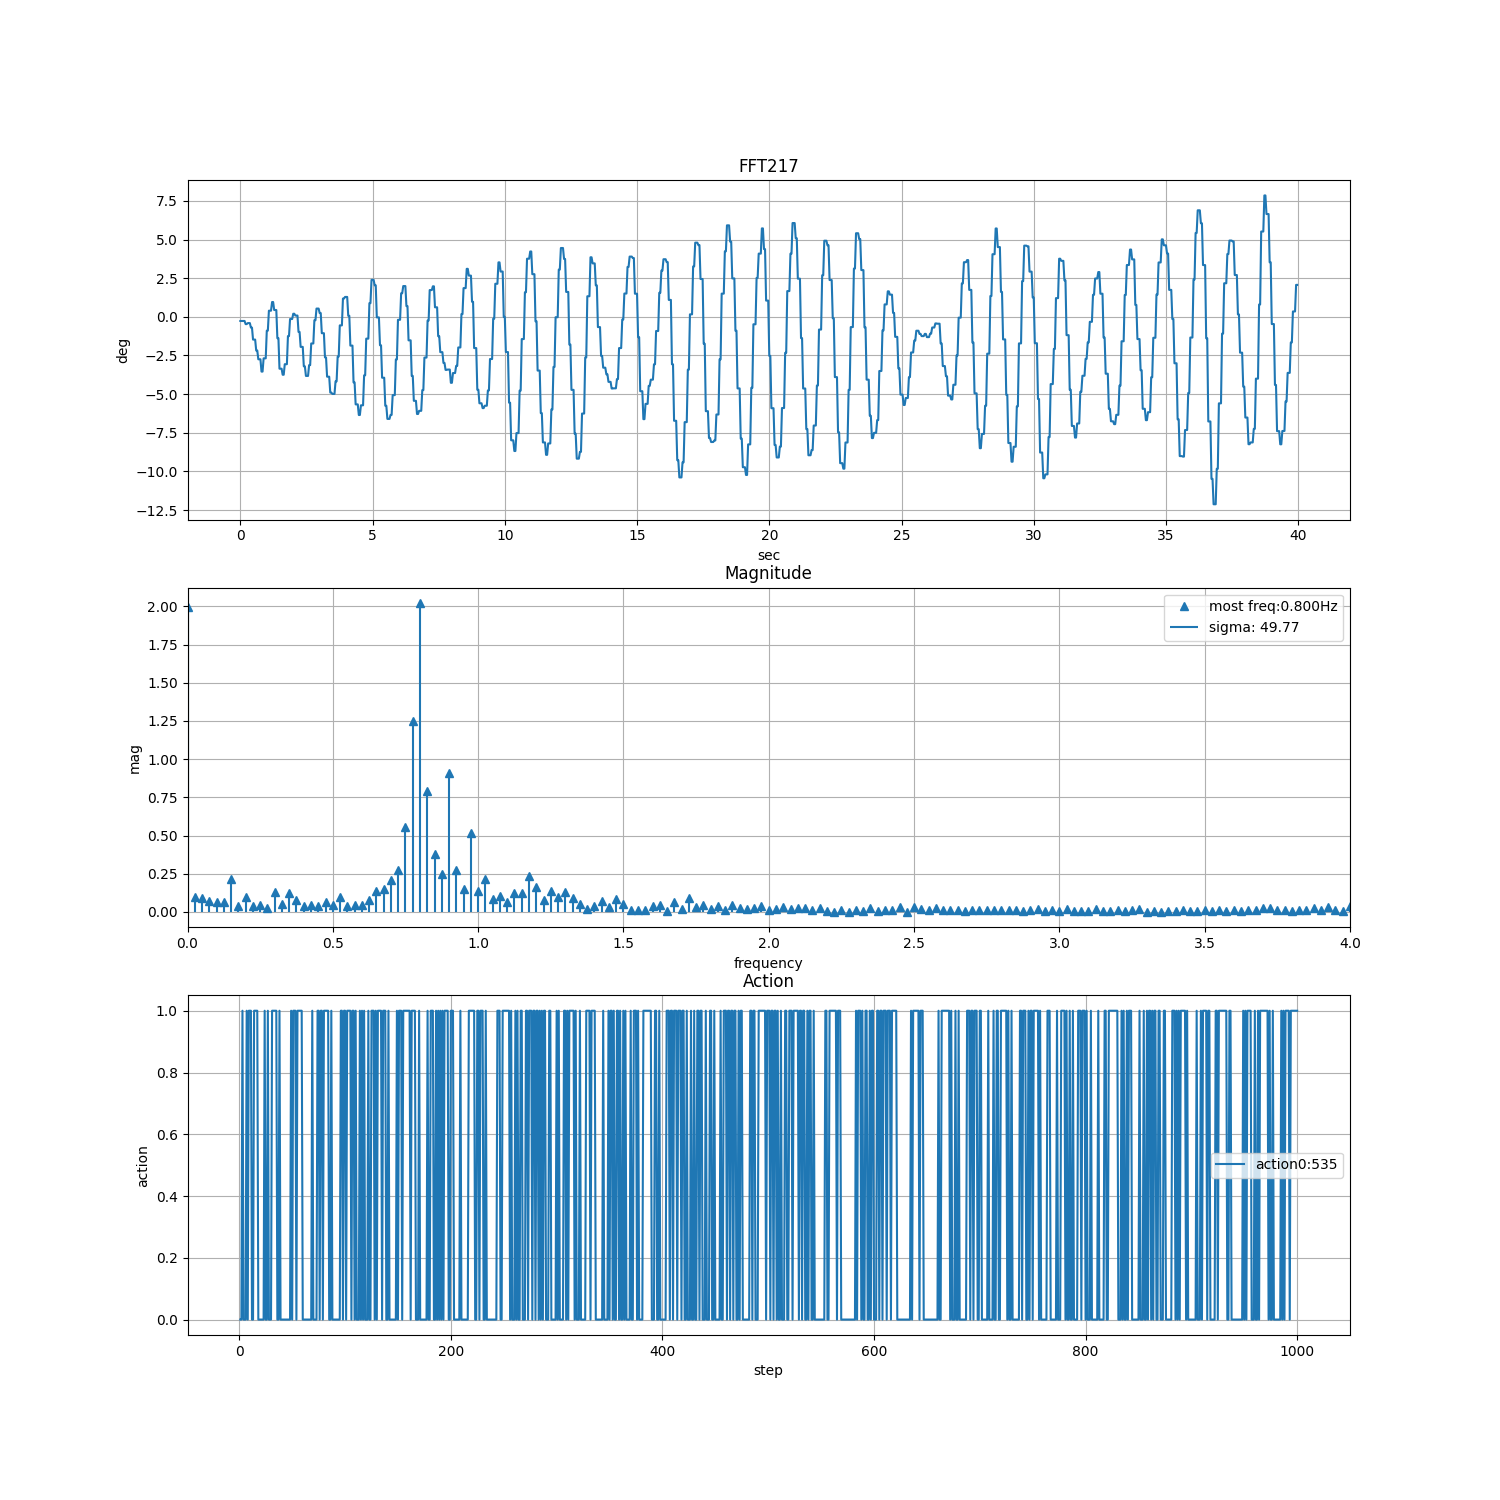 FFT217
7.5
5.0
2.5
0.0
−2.5
−5.0
−7.5
−10.0
−12.5
deg
0 5 10 15 20 25 30 35 40
sec
Magnitude
2.00
1.75
1.50
1.25
1.00
0.75
0.50
0.25
0.00
mag
most freq:0.800Hz
sigma: 49.77
0.0 0.5 1.0 1.5 2.0 2.5 3.0 3.5 4.0
frequency
Action
1.0
0.8
0.6
0.4
0.2
0.0
action
action0:535
0 200 400 600 800 1000
step